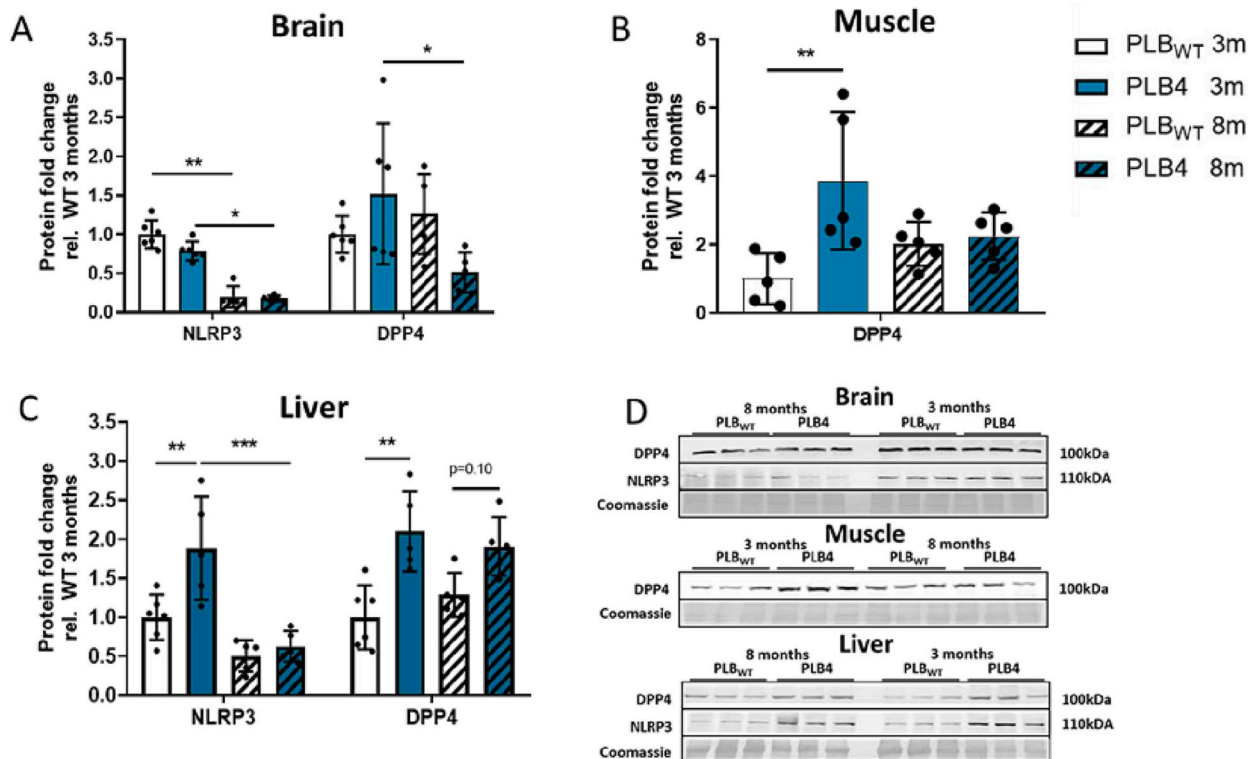 A
Brain
Protein fold change
rel. WT 3 months
3.5
3.0
2.5
2.0
1.5
1.0
0.5
0.0
**
*
*
NLRP3
DPP4
B
Muscle
Protein fold change
rel. WT 3 months
8
6
4
2
0
**
DPP4
PLBWT 3m
PLB4 3m
PLBWT 8m
PLB4 8m
C
Liver
Protein fold change
rel. WT 3 months
3.5
3.0
2.5
2.0
1.5
1.0
0.5
0.0
**
***
**
p=0.10
NLRP3
DPP4
D
Brain
8 months
3 months
PLBWT
PLB4
PLBWT
PLB4
DPP4
100kDa
NLRP3
110kDA
Coomassie
Muscle
3 months
8 months
PLBWT
PLB4
PLBWT
PLB4
DPP4
100kDa
Coomassie
Liver
8 months
3 months
PLBWT
PLB4
PLBWT
PLB4
DPP4
100kDa
NLRP3
110kDA
Coomassie